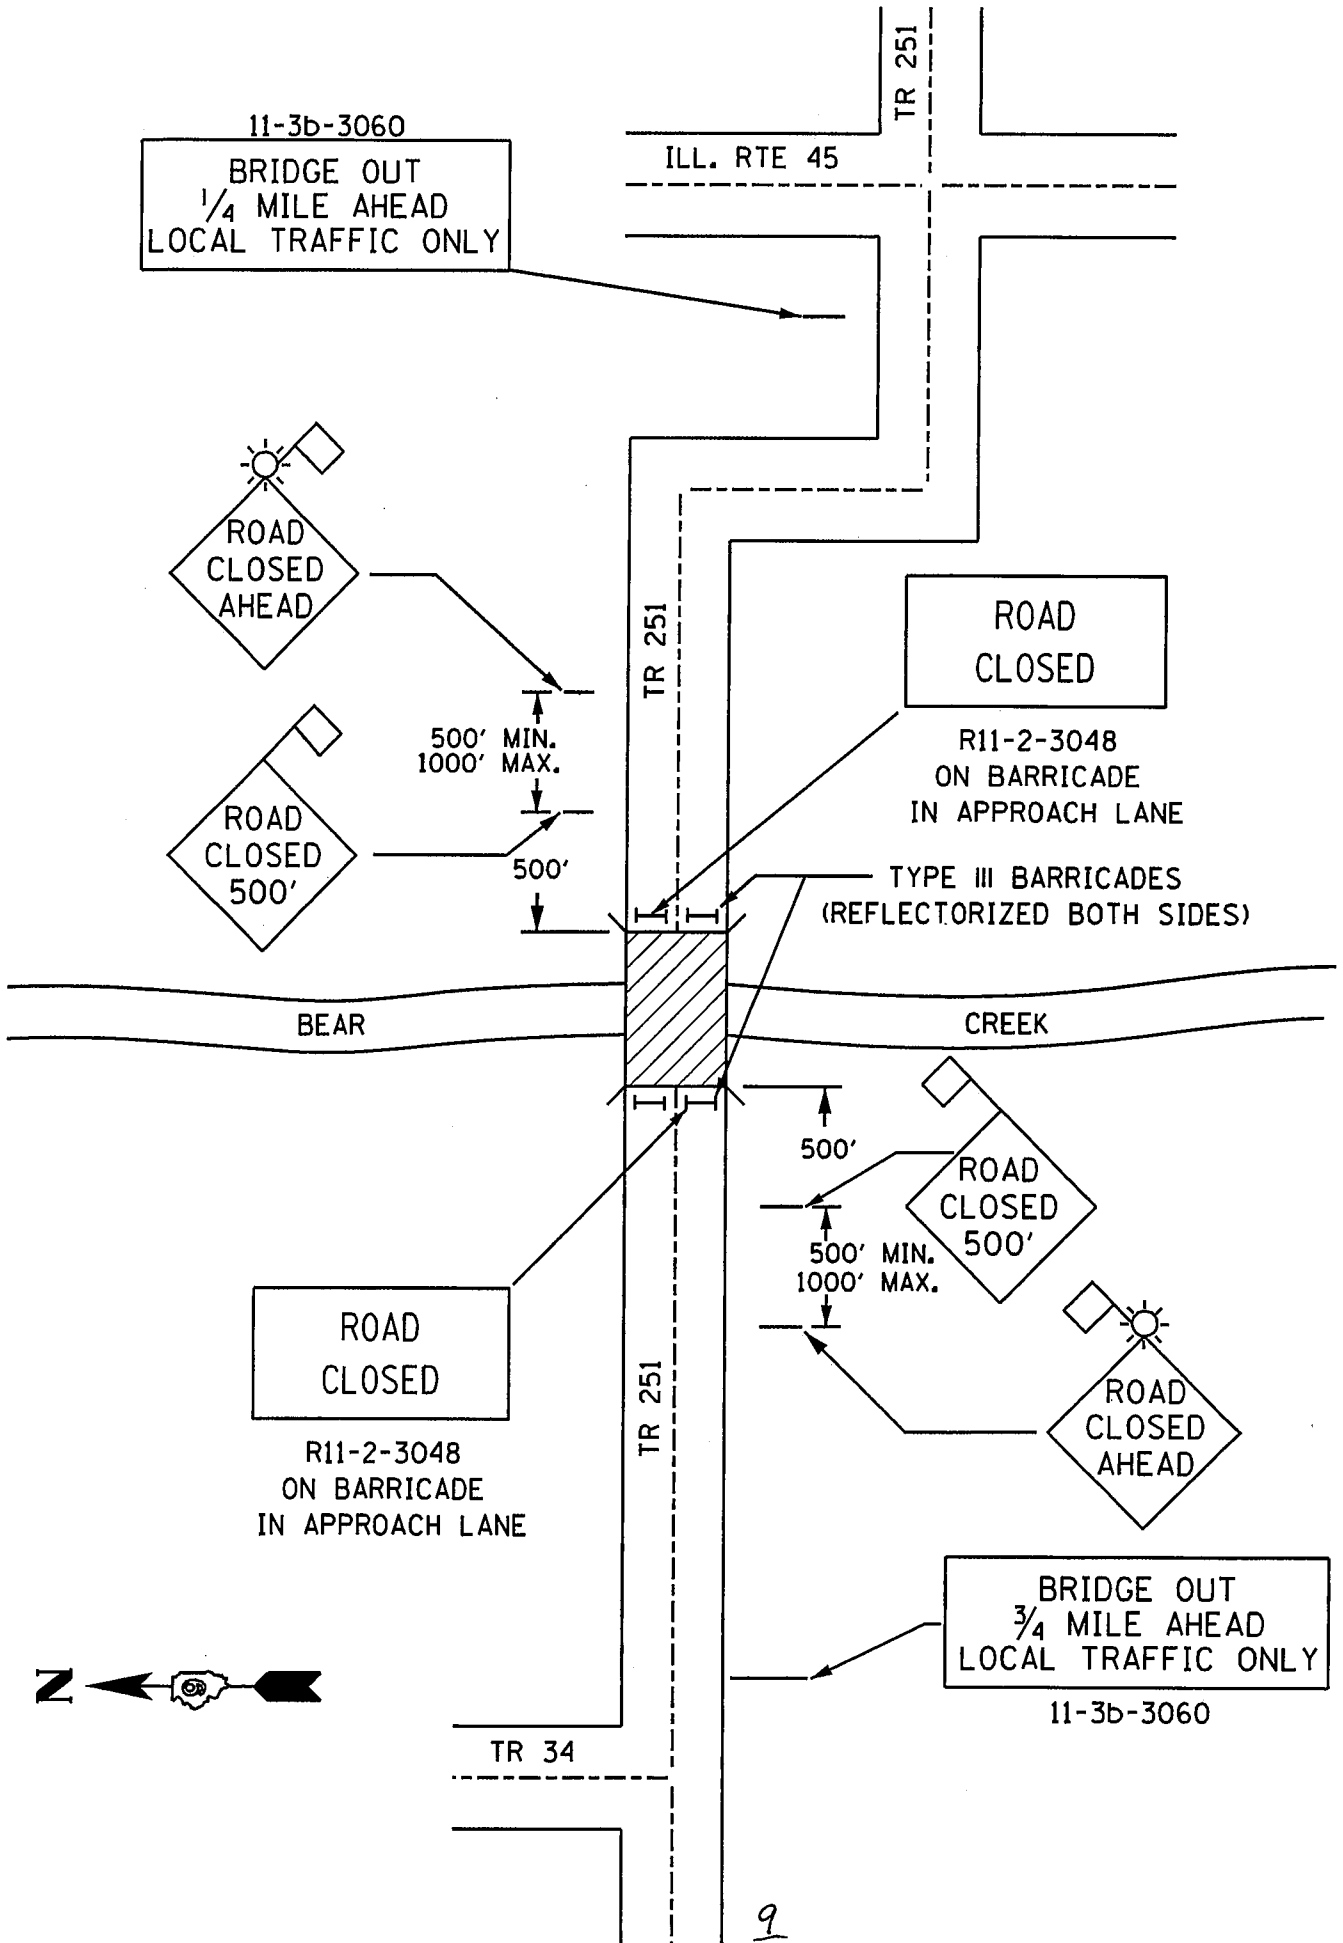 TR 251
11-3b-3060
BRIDGE OUT
1/4 MILE AHEAD
LOCAL TRAFFIC ONLY
ILL. RTE 45
ROAD
CLOSED
AHEAD
TR 251
ROAD
CLOSED
R11-2-3048
ON BARRICADE
IN APPROACH LANE
500' MIN.
1000' MAX.
ROAD
CLOSED
500'
500'
TYPE III BARRICADES
(REFLECTORIZED BOTH SIDES)
BEAR
CREEK
500'
ROAD
CLOSED
500'
500' MIN.
1000' MAX.
ROAD
CLOSED
R11-2-3048
ON BARRICADE
IN APPROACH LANE
TR 251
ROAD
CLOSED
AHEAD
BRIDGE OUT
3/4 MILE AHEAD
LOCAL TRAFFIC ONLY
11-3b-3060
N
TR 34
9